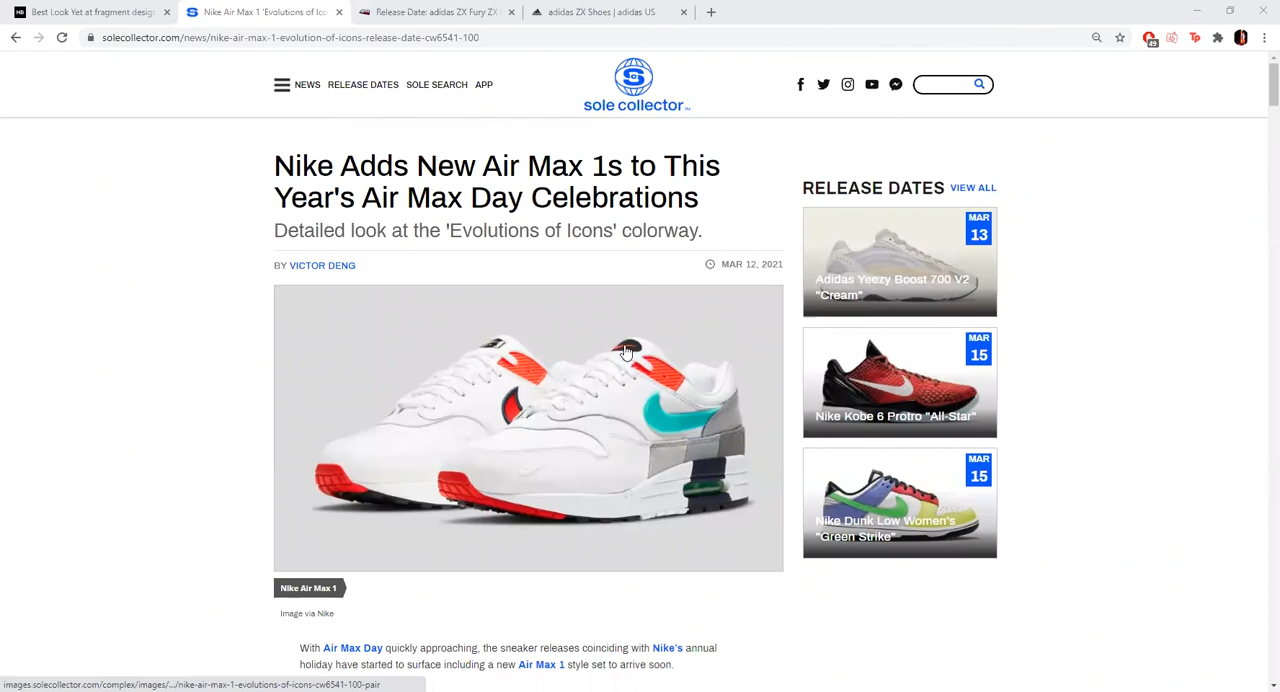 Best Look Yet at fragment desig
Nike Air Max 1 'Evolutions of Ico
Release Date: adidas ZX Fury ZX
adidas ZX Shoes | adidas US
solecollector.com/news/nike-air-max-1-evolution-of-icons-release-date-cw6541-100
NEWS RELEASE DATES SOLE SEARCH APP
sole collector
Nike Adds New Air Max 1s to This
Year's Air Max Day Celebrations
Detailed look at the 'Evolutions of Icons' colorway.
BY VICTOR DENG
MAR 12, 2021
RELEASE DATES VIEW ALL
MAR
13
Adidas Yeezy Boost 700 V2
"Cream"
MAR
15
Nike Kobe 6 Protro "All-Star"
MAR
15
Nike Dunk Low Women's
"Green Strike"
Nike Air Max 1
Image via Nike
With Air Max Day quickly approaching, the sneaker releases coinciding with Nike's annual
holiday have started to surface including a new Air Max 1 style set to arrive soon.
images.solecollector.com/complex/images/.../nike-air-max-1-evolutions-of-icons-cw6541-100-pair